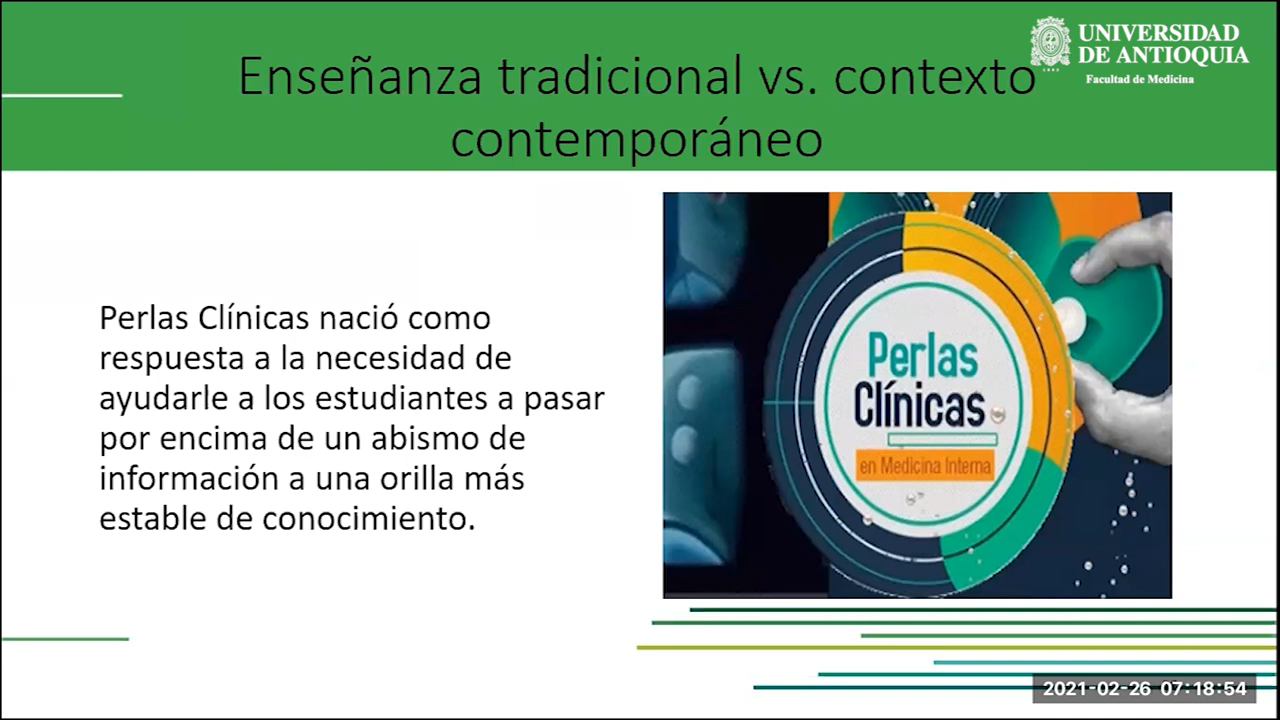 UNIVERSIDAD
DE ANTIOQUIA
1803
Facultad de Medicina
Enseñanza tradicional vs. contexto
contemporáneo
Perlas Clínicas nació como
respuesta a la necesidad de
ayudarle a los estudiantes a pasar
por encima de un abismo de
información a una orilla más
estable de conocimiento.
Perlas
Clínicas
en Medicina Interna
2021-02-26 07:18:54